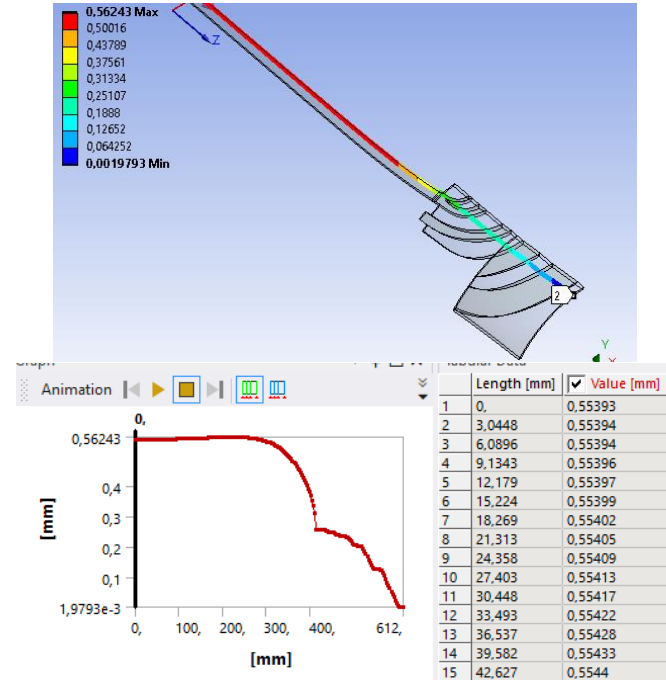 0,56243 Max
0,50016
0,43789
0,37561
0,31334
0,25107
0,1888
0,12652
0,064252
0,0019793 Min
Z
2
Y
X
Animation
Length [mm] Value [mm]
1 0, 0,55393
2 3,0448 0,55394
3 6,0896 0,55394
4 9,1343 0,55396
5 12,179 0,55397
6 15,224 0,55399
7 18,269 0,55402
8 21,313 0,55405
9 24,358 0,55409
10 27,403 0,55413
11 30,448 0,55417
12 33,493 0,55422
13 36,537 0,55428
14 39,582 0,55433
15 42,627 0,5544
0,
0,56243
0,4
0,3
0,2
0,1
1,9793e-3
[mm]
0, 100, 200, 300, 400, 612,
[mm]